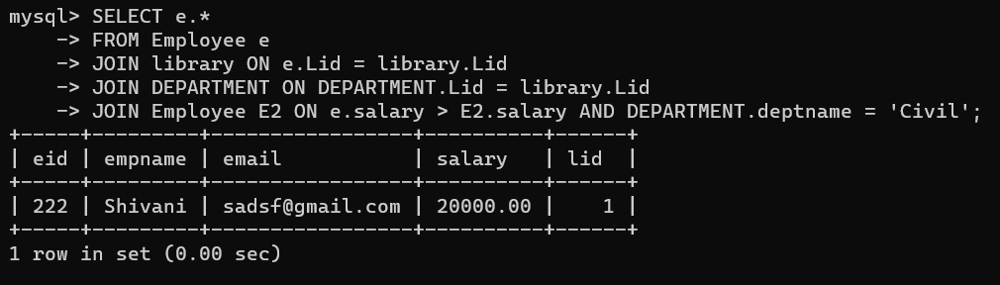 mysql> SELECT e.*
    -> FROM Employee e
    -> JOIN library ON e.Lid = library.Lid
    -> JOIN DEPARTMENT ON DEPARTMENT.Lid = library.Lid
    -> JOIN Employee E2 ON e.salary > E2.salary AND DEPARTMENT.deptname = 'Civil';
+-----+---------+-----------------+----------+------+
| eid | empname | email           | salary   | lid  |
+-----+---------+-----------------+----------+------+
| 222 | Shivani | sadsf@gmail.com | 20000.00 |    1 |
+-----+---------+-----------------+----------+------+
1 row in set (0.00 sec)